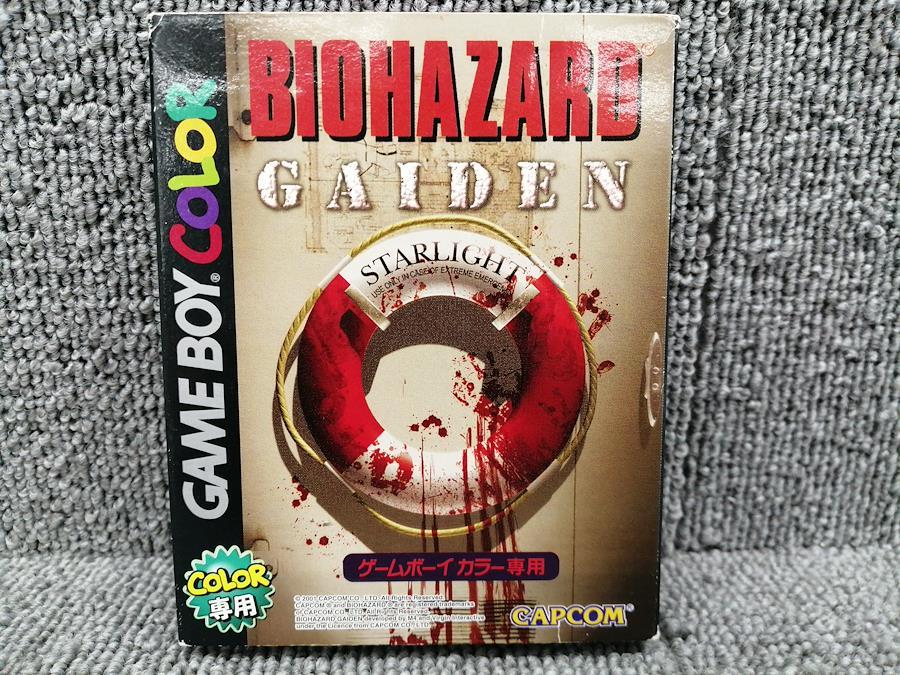 BIOHAZARD®
GAIDEN
GAME BOY® COLOR
STARLIGHT
USE ONLY IN CASE OF EXTREME
COLOR
専用
ゲームボーイ カラー専用
© 2001 CAPCOM CO., LTD. All Rights Reserved.
CAPCOM ® and BIOHAZARD ® are registered trademarks
of CAPCOM CO., LTD. All Rights Reserved.
BIOHAZARD GAIDEN developed by M4 and Virgin Interactive
under the Licence from CAPCOM CO., LTD.
CAPCOM®